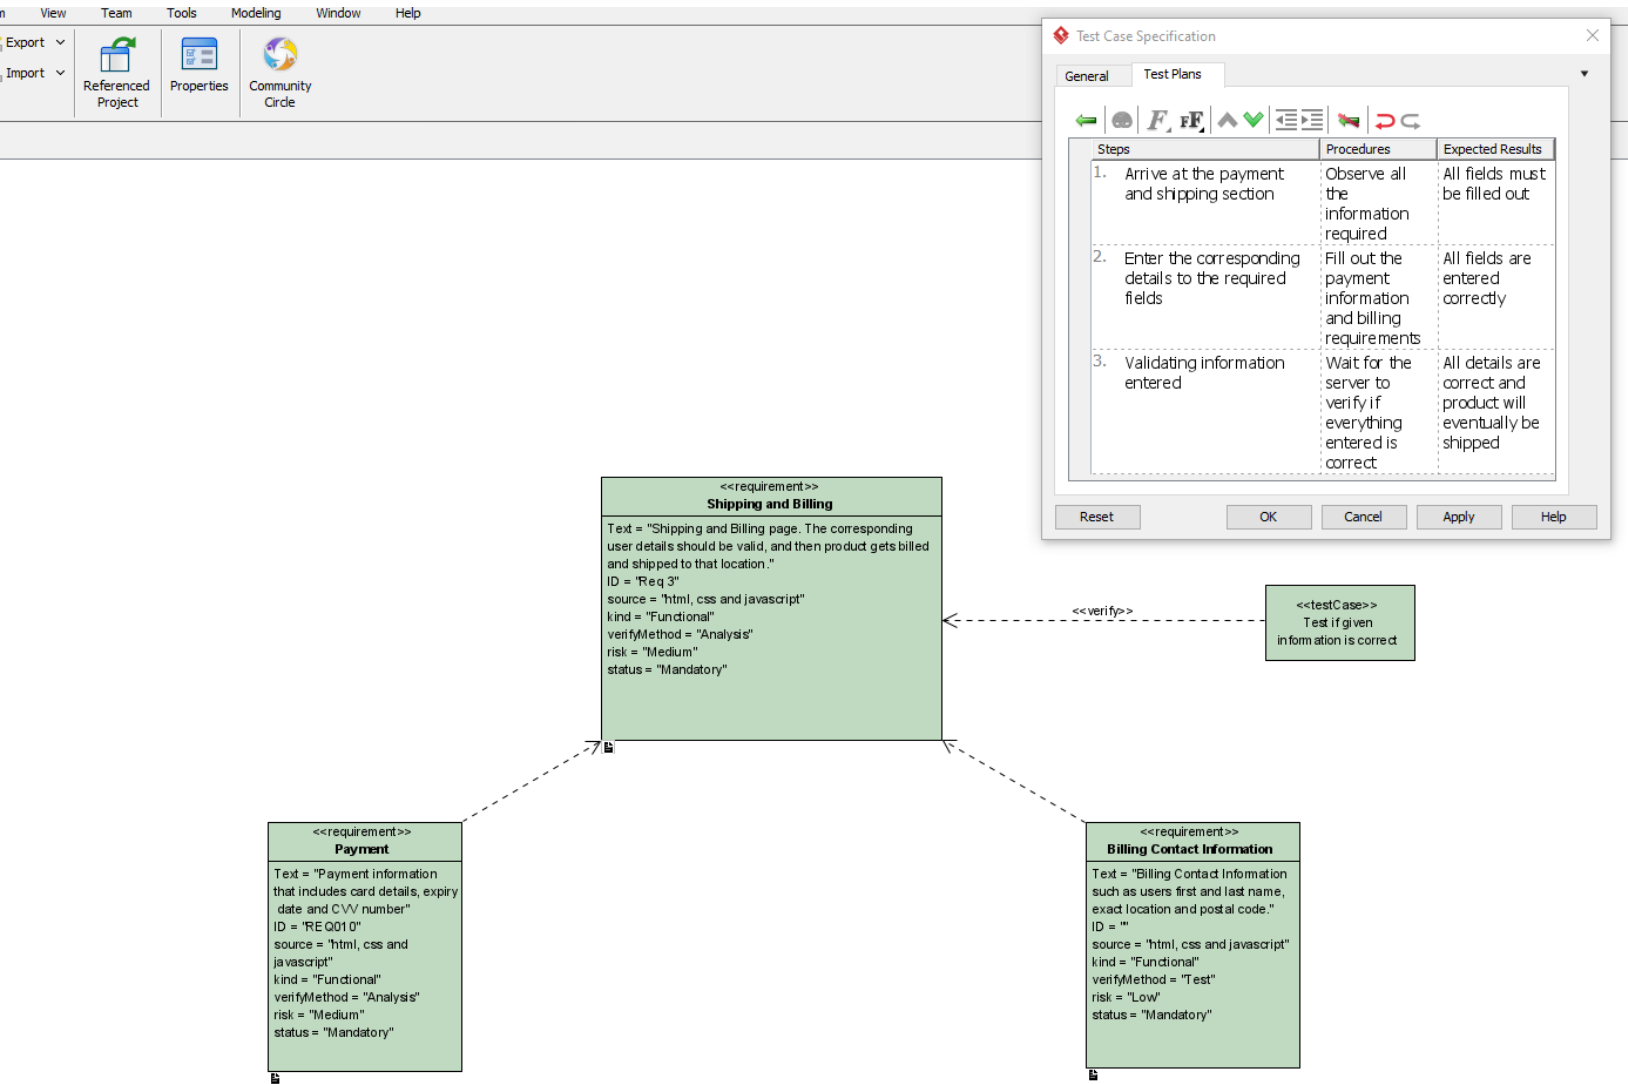 View Team Tools Modeling Window Help
Export
Import
Referenced
Project
Properties
Community
Circle
Test Case Specification
General Test Plans
Steps Procedures Expected Results
1. Arrive at the payment
and shipping section
Observe all
the
information
required
All fields must
be filled out
2. Enter the corresponding
details to the required
fields
Fill out the
payment
information
and billing
requirements
All fields are
entered
correctly
3. Validating information
entered
Wait for the
server to
verify if
everything
entered is
correct
All details are
correct and
product will
eventually be
shipped
Reset OK Cancel Apply Help
<<requirement>>
Shipping and Billing
Text = "Shipping and Billing page. The corresponding
user details should be valid, and then product gets billed
and shipped to that location."
ID = "Req 3"
source = "html, css and javascript"
kind = "Functional"
verifyMethod = "Analysis"
risk = "Medium"
status = "Mandatory"
<<verify>>
<<testCase>>
Test if given
information is correct
<<requirement>>
Payment
Text = "Payment information
that includes card details, expiry
date and CVV number"
ID = "REQ010"
source = "html, css and
javascript"
kind = "Functional"
verifyMethod = "Analysis"
risk = "Medium"
status = "Mandatory"
<<requirement>>
Billing Contact Information
Text = "Billing Contact Information
such as users first and last name,
exact location and postal code."
ID = ""
source = "html, css and javascript"
kind = "Functional"
verifyMethod = "Test"
risk = "Low"
status = "Mandatory"